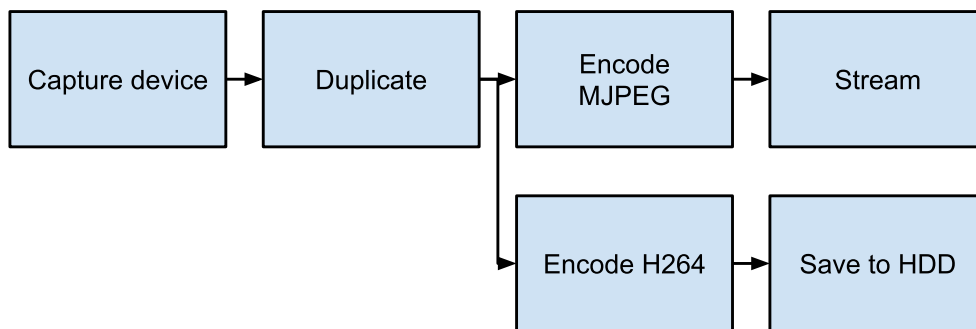 Capture device
Duplicate
Encode
MJPEG
Stream
Encode H264
Save to HDD